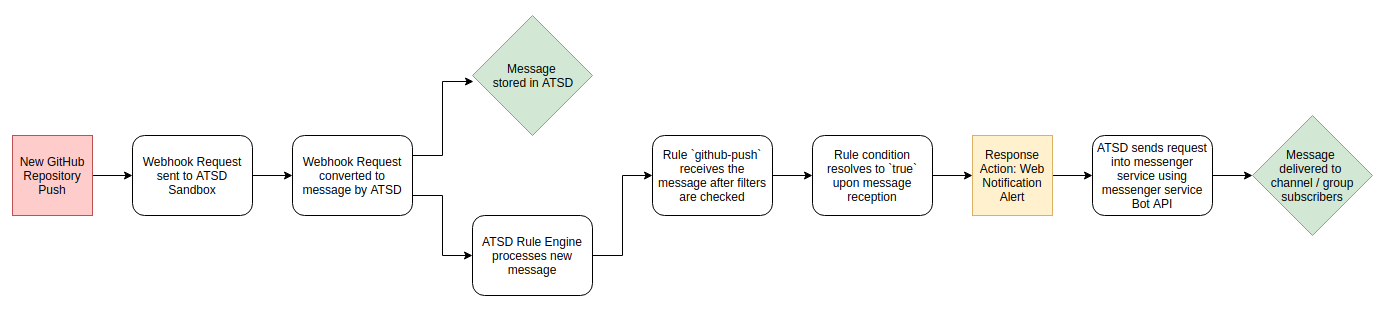 New GitHub
Repository
Push
Webhook Request
sent to ATSD
Sandbox
Webhook Request
converted to
message by ATSD
Message
stored in ATSD
ATSD Rule Engine
processes new
message
Rule `github-push`
receives the
message after filters
are checked
Rule condition
resolves to `true`
upon message
reception
Response
Action: Web
Notification
Alert
ATSD sends request
into messenger
service using
messenger service
Bot API
Message
delivered to
channel / group
subscribers